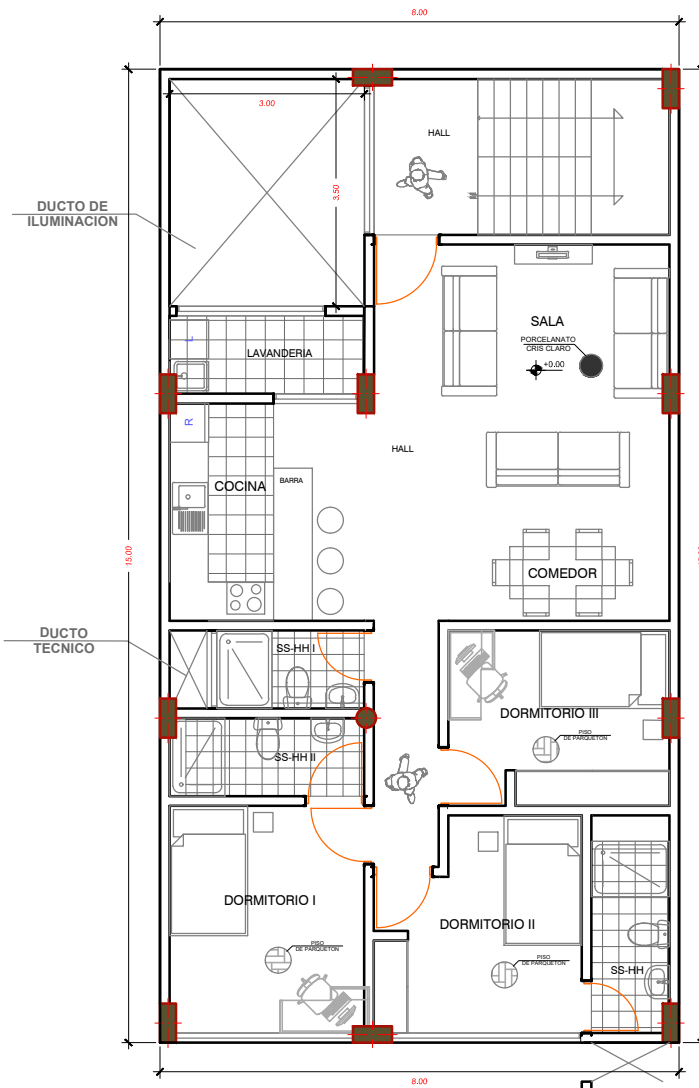 8.00
3.00
HALL
3.50
DUCTO DE
ILUMINACION
SALA
PORCELANATO
CRIS CLARO
+0.00
L
LAVANDERIA
R
HALL
COCINA
BARRA
15.00
COMEDOR
DUCTO
TECNICO
SS-HH I
DORMITORIO III
PISO
DE PARQUETON
SS-HH II
DORMITORIO I
DORMITORIO II
PISO
DE PARQUETON
PISO
DE PARQUETON
SS-HH
8.00